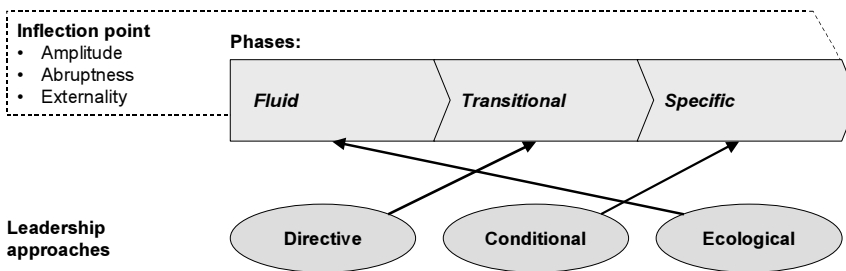 Inflection point
• Amplitude
• Abruptness
• Externality
Phases:
Fluid
Transitional
Specific
Leadership
approaches
Directive
Conditional
Ecological